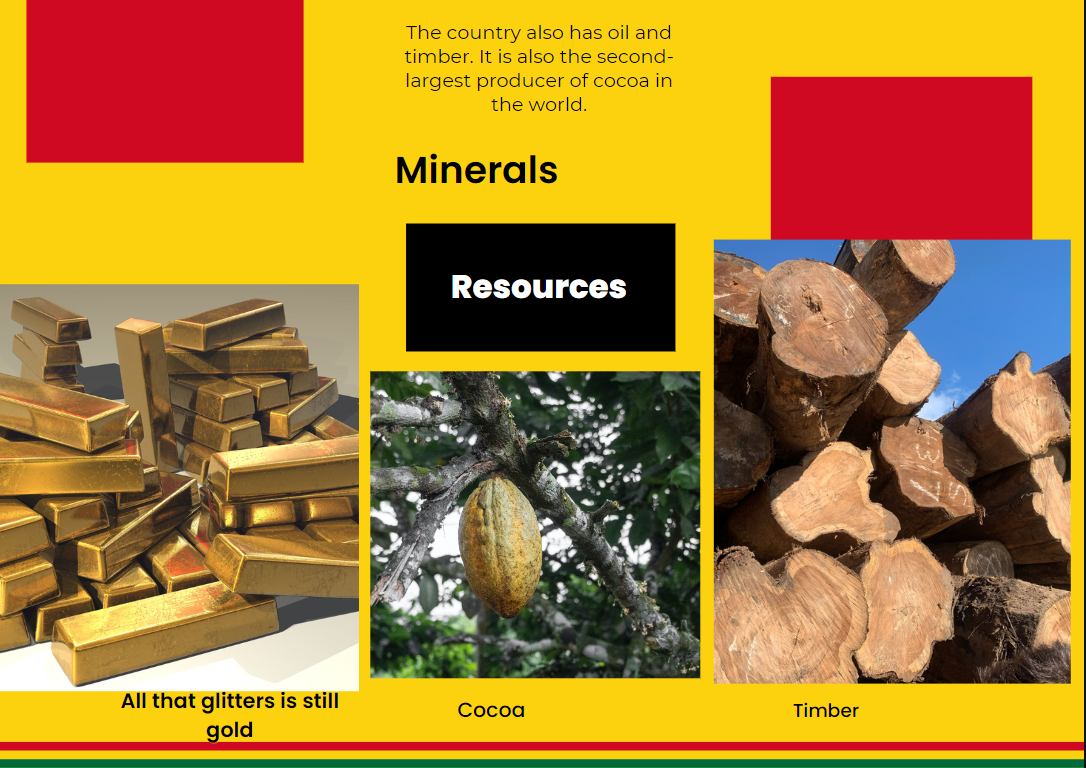 The country also has oil and
timber. It is also the second-
largest producer of cocoa in
the world.
Minerals
Resources
All that glitters is still
gold
Cocoa
Timber